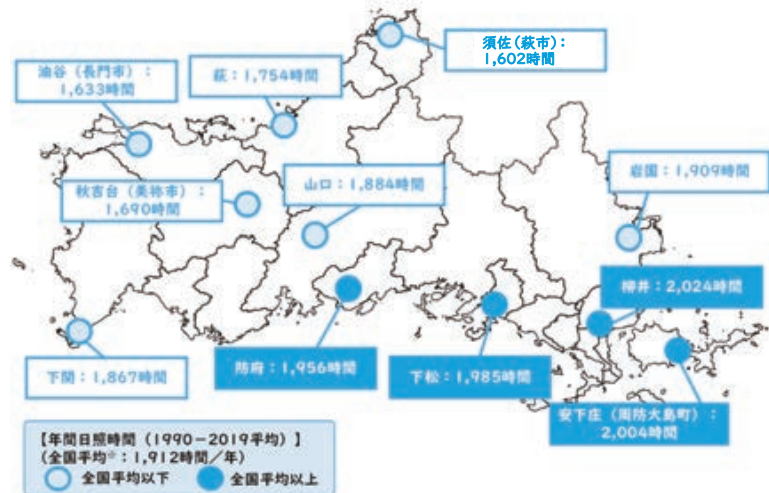 須佐(萩市):
1,602時間
油谷(長門市):
1,633時間
萩:1,754時間
秋吉台(美祢市):
1,690時間
山口:1,884時間
岩国:1,909時間
柳井:2,024時間
下関:1,867時間
防府:1,956時間
下松:1,985時間
安下庄(周防大島町):
2,004時間
【年間日照時間(1990-2019平均)】
(全国平均※:1,912時間/年)
全国平均以下 全国平均以上